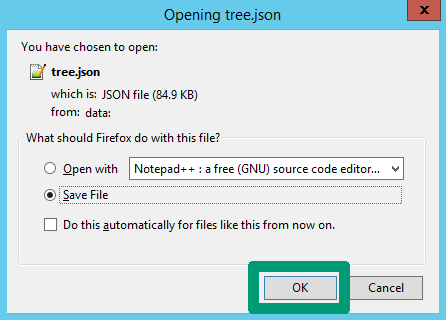 Opening tree.json
x
You have chosen to open:
tree.json
which is: JSON file (84.9 KB)
from: data:
What should Firefox do with this file?
Open with Notepad++ : a free (GNU) source code editor...
Save File
Do this automatically for files like this from now on.
OK Cancel